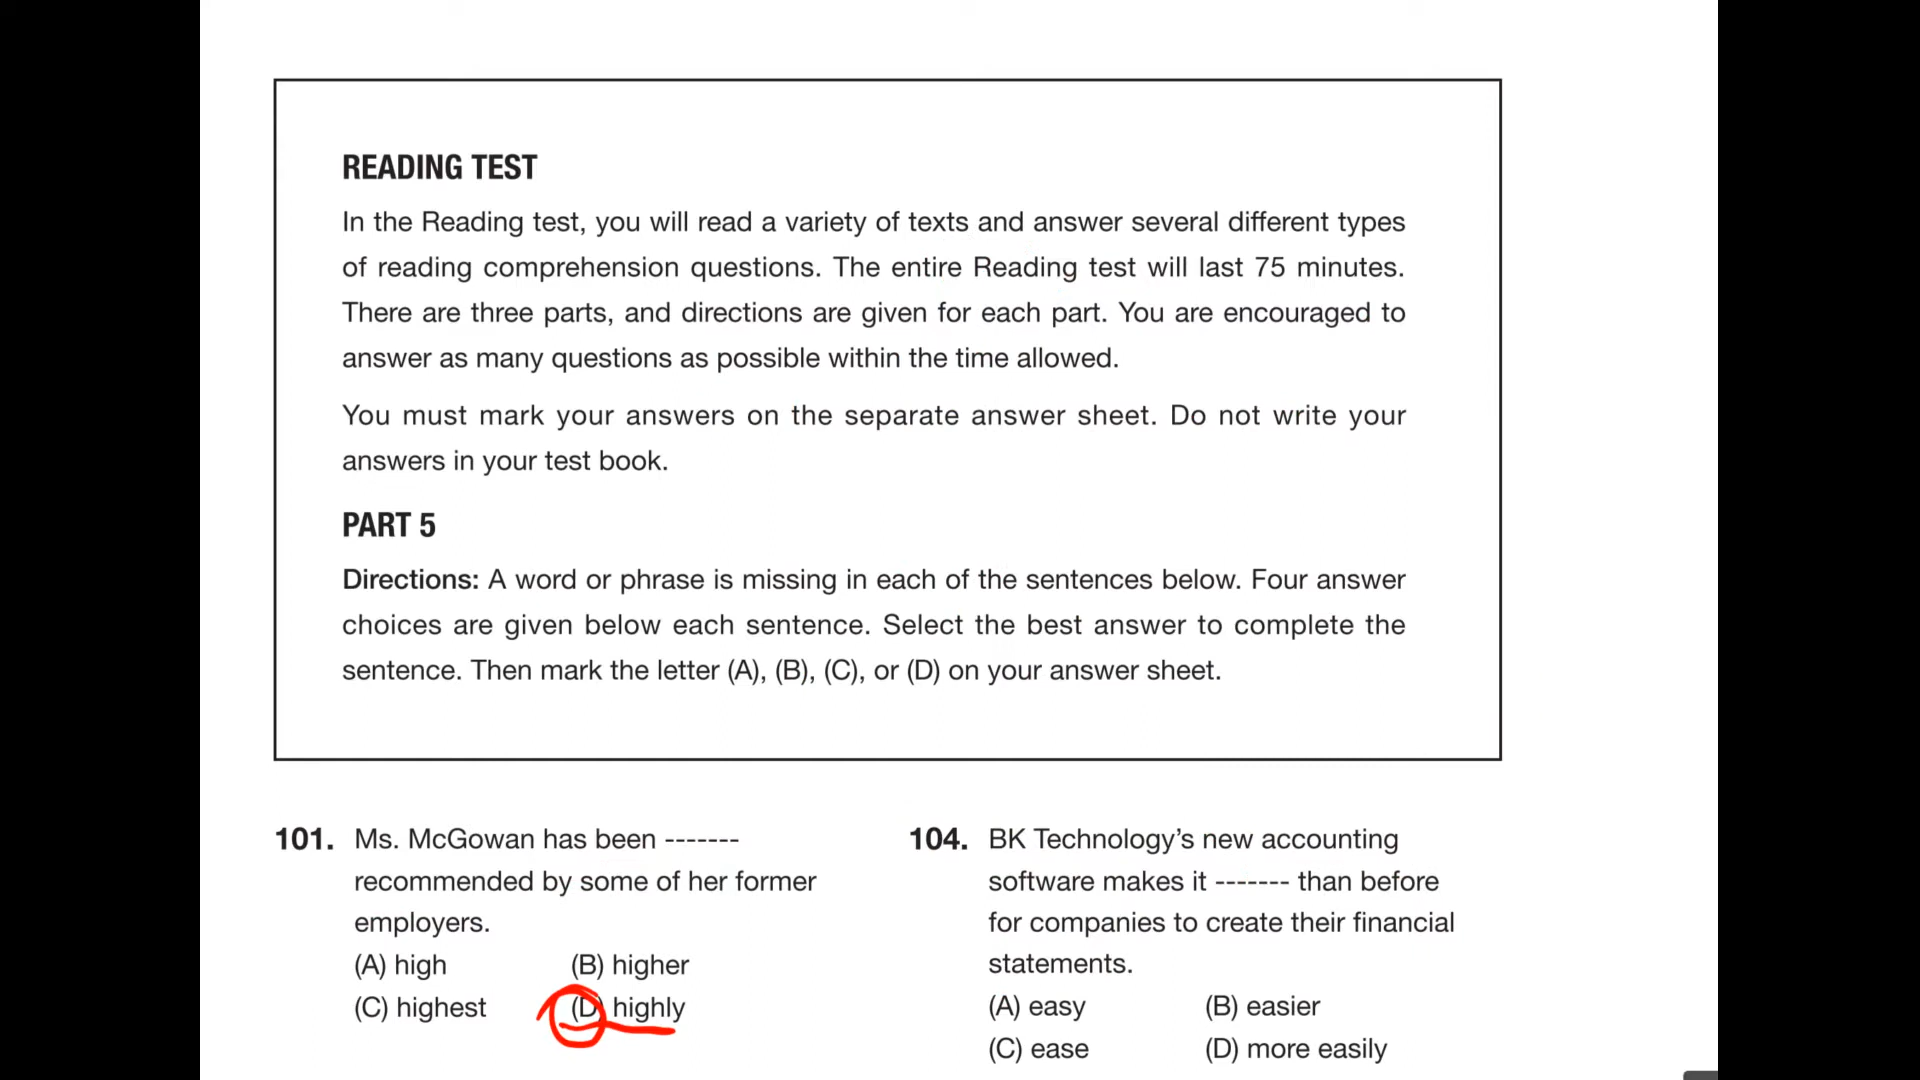 READING TEST
In the Reading test, you will read a variety of texts and answer several different types
of reading comprehension questions. The entire Reading test will last 75 minutes.
There are three parts, and directions are given for each part. You are encouraged to
answer as many questions as possible within the time allowed.
You must mark your answers on the separate answer sheet. Do not write your
answers in your test book.
PART 5
Directions: A word or phrase is missing in each of the sentences below. Four answer
choices are given below each sentence. Select the best answer to complete the
sentence. Then mark the letter (A), (B), (C), or (D) on your answer sheet.
101. Ms. McGowan has been -------
recommended by some of her former
employers.
(A) high (B) higher
(C) highest (D) highly
104. BK Technology’s new accounting
software makes it ------- than before
for companies to create their financial
statements.
(A) easy (B) easier
(C) ease (D) more easily